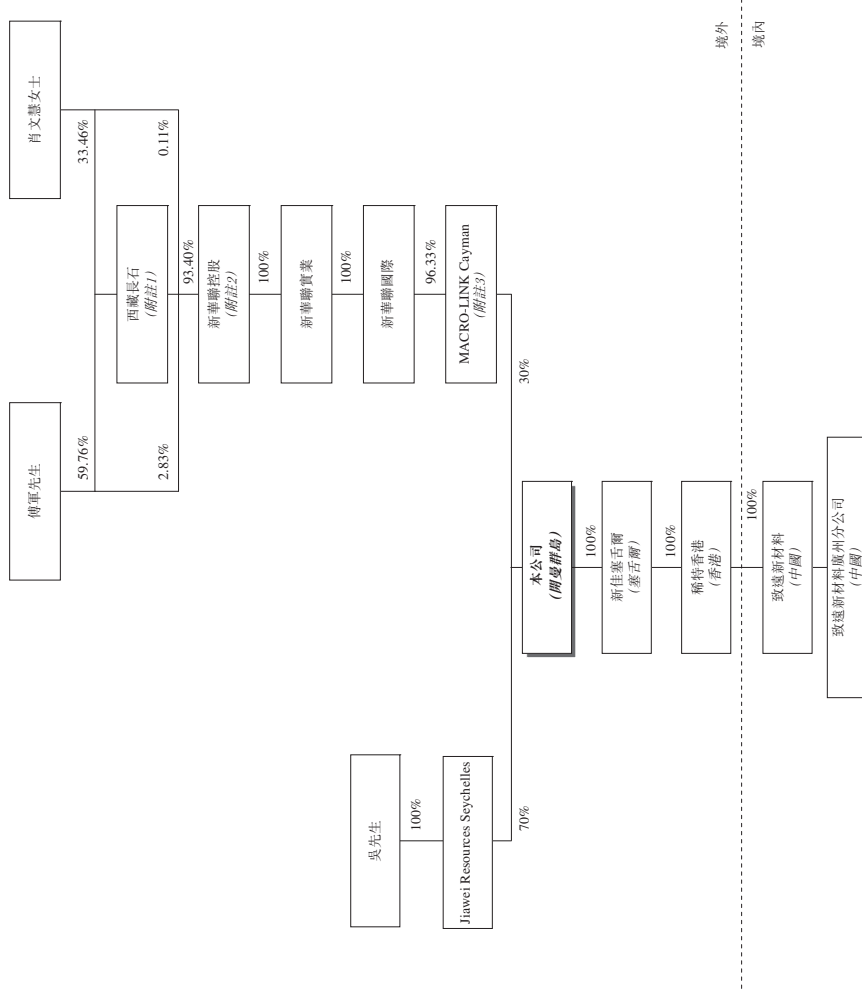 傅軍先生
肖文慧女士
59.76%
33.46%
西藏長石
(附註1)
2.83%
0.11%
93.40%
新華聯控股
(附註2)
100%
新華聯實業
100%
吳先生
新華聯國際
100%
96.33%
Jiawei Resources Seychelles
MACRO-LINK Cayman
(附註3)
70%
30%
本公司
(開曼群島)
100%
新佳塞舌爾
(塞舌爾)
100%
稀特香港
(香港)
境外
境內
100%
致遠新材料
(中國)
致遠新材料廣州分公司
(中國)